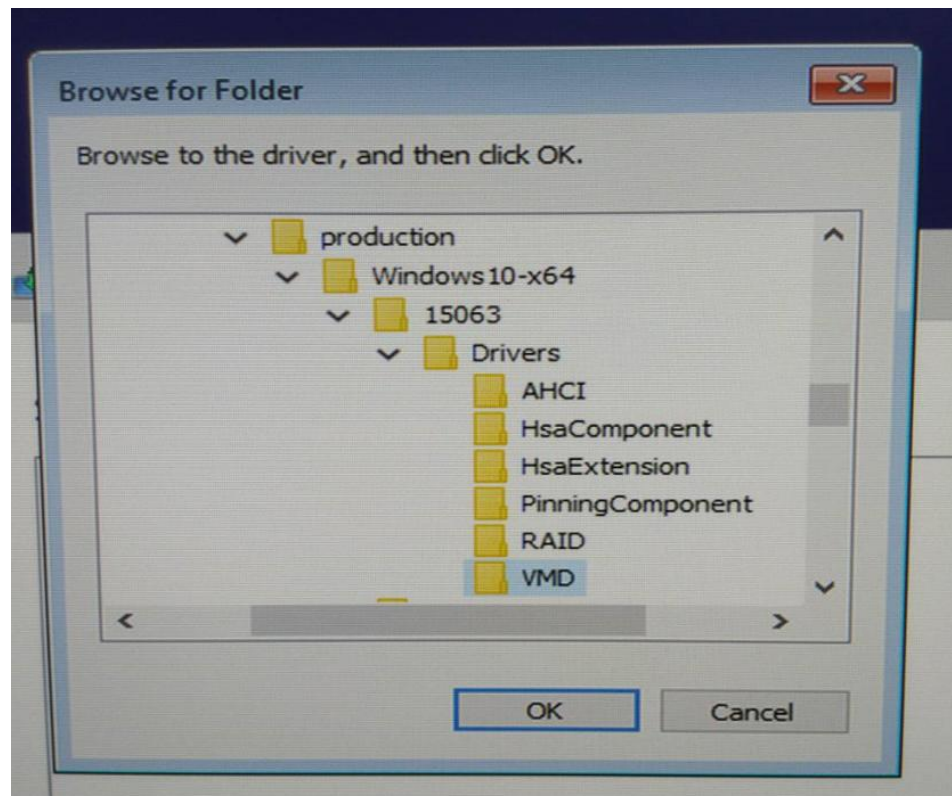 Browse for Folder
Browse to the driver, and then click OK.
production
Windows10-x64
15063
Drivers
AHCI
HsaComponent
HsaExtension
PinningComponent
RAID
VMD
OK
Cancel